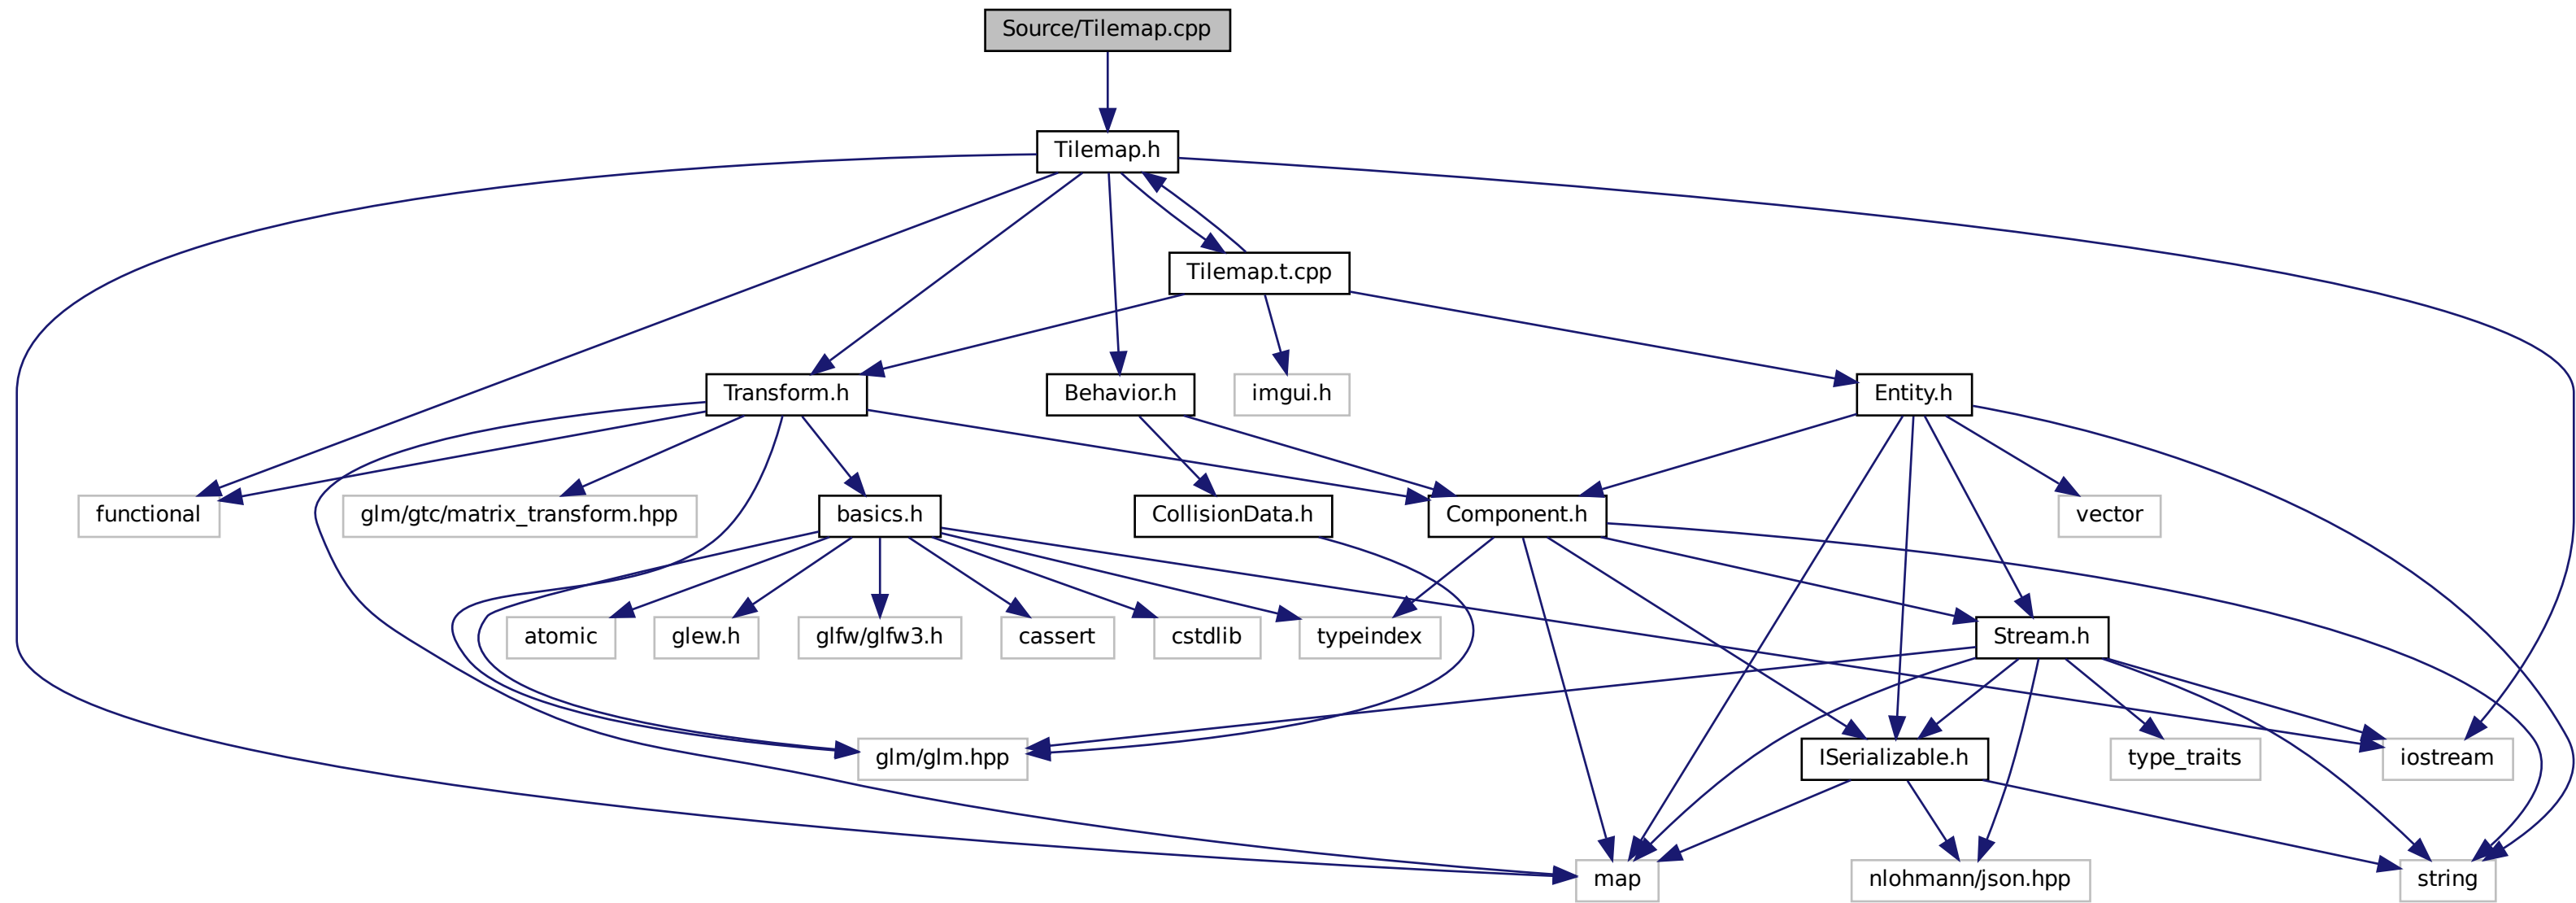 Source/Tilemap.cpp
Tilemap.h
Tilemap.t.cpp
Transform.h
Behavior.h
imgui.h
Entity.h
functional
glm/gtc/matrix_transform.hpp
basics.h
CollisionData.h
Component.h
vector
atomic
glew.h
glfw/glfw3.h
cassert
cstdlib
typeindex
Stream.h
glm/glm.hpp
ISerializable.h
type_traits
iostream
map
nlohmann/json.hpp
string